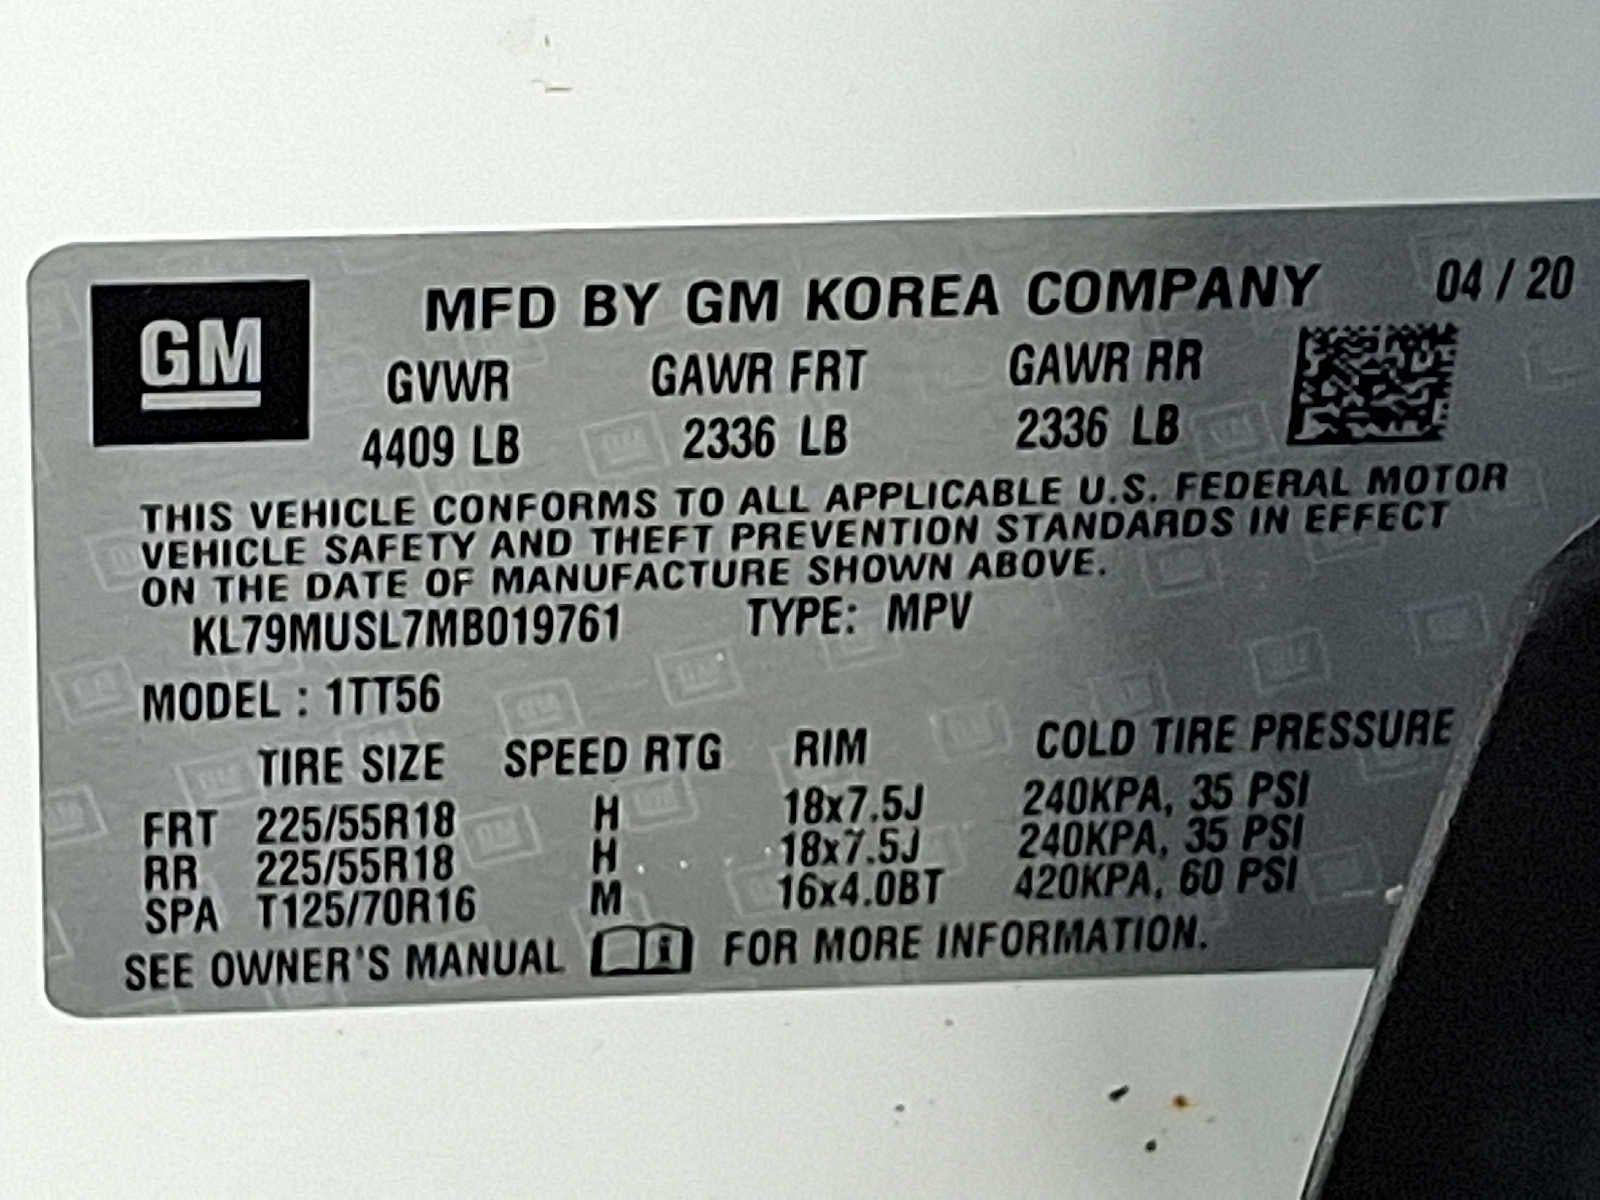 GM
MFD BY GM KOREA COMPANY 04 / 20
GVWR GAWR FRT GAWR RR
4409 LB 2336 LB 2336 LB
THIS VEHICLE CONFORMS TO ALL APPLICABLE U.S. FEDERAL MOTOR
VEHICLE SAFETY AND THEFT PREVENTION STANDARDS IN EFFECT
ON THE DATE OF MANUFACTURE SHOWN ABOVE.
KL79MUSL7MB019761 TYPE: MPV
MODEL : 1TT56
TIRE SIZE SPEED RTG RIM COLD TIRE PRESSURE
FRT 225/55R18 H 18x7.5J 240KPA, 35 PSI
RR 225/55R18 H 18x7.5J 240KPA, 35 PSI
SPA T125/70R16 M 16x4.0BT 420KPA, 60 PSI
SEE OWNER'S MANUAL i FOR MORE INFORMATION.